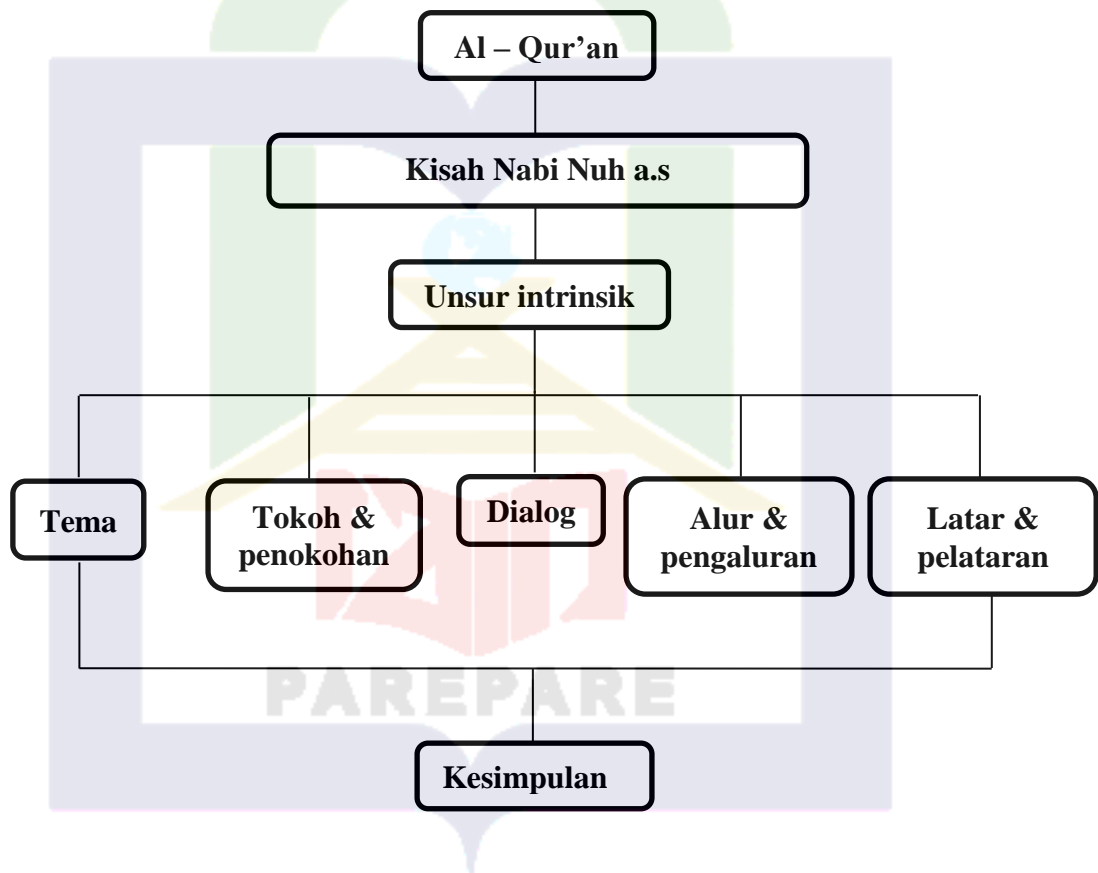 Al – Qur’an
Kisah Nabi Nuh a.s
Unsur intrinsik
Tema
Tokoh &
penokohan
Dialog
Alur &
pengaluran
Latar &
pelataran
PAREPARE
Kesimpulan